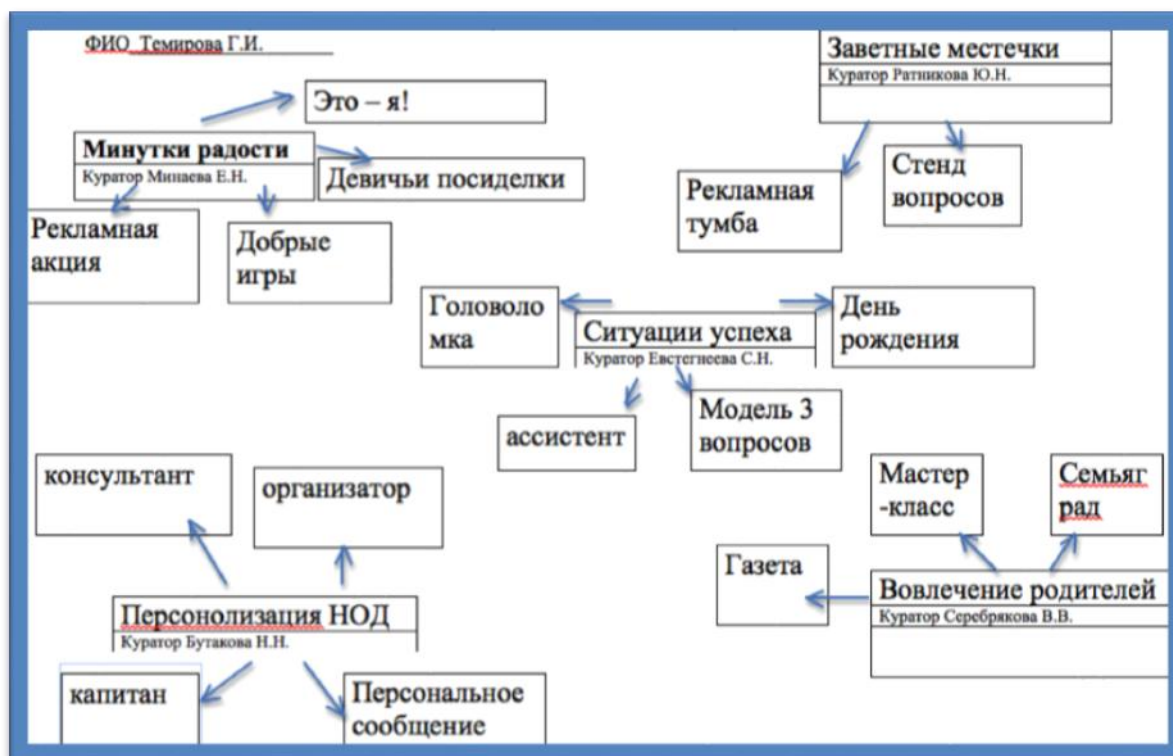 ФИО_Темирова Г.И.
Заветные местечки
Куратор Ратникова Ю.Н.
Это – я!
Минутки радости
Куратор Минаева Е.Н.
Девичьи посиделки
Рекламная
тумба
Стенд
вопросов
Рекламная
акция
Добрые
игры
Головоло
мка
Ситуации успеха
Куратор Евстегнеева С.Н.
День
рождения
ассистент
Модель 3
вопросов
консультант
организатор
Мастер
-класс
Семьяг
рад
Газета
Вовлечение родителей
Куратор Серебрякова В.В.
Персонолизация НОД
Куратор Бутакова Н.Н.
капитан
Персональное
сообщение